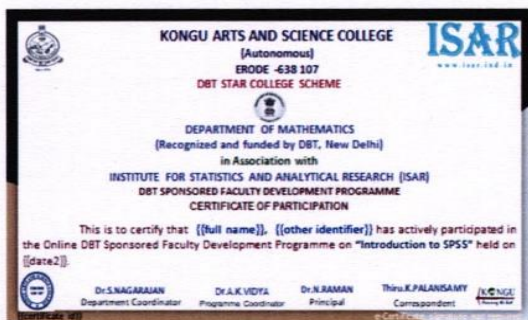 KONGU ARTS AND SCIENCE COLLEGE
(Autonomous)
ERODE -638 107
DBT STAR COLLEGE SCHEME
ISAR
www.isar.ind.in
DEPARTMENT OF MATHEMATICS
(Recognized and funded by DBT, New Delhi)
in Association with
INSTITUTE FOR STATISTICS AND ANALYTICAL RESEARCH (ISAR)
DBT SPONSORED FACULTY DEVELOPMENT PROGRAMME
CERTIFICATE OF PARTICIPATION
This is to certify that {{full name}}, {{other identifier}} has actively participated in
the Online DBT Sponsored Faculty Development Programme on "Introduction to SPSS" held on
{{date2}}.
Dr.S.NAGARAJAN
Department Coordinator
Dr.A.K.VIDYA
Programme Coordinator
Dr.N.RAMAN
Principal
Thiru.K.PALANISAMY
Correspondent
KONGU
{{certificate id}}